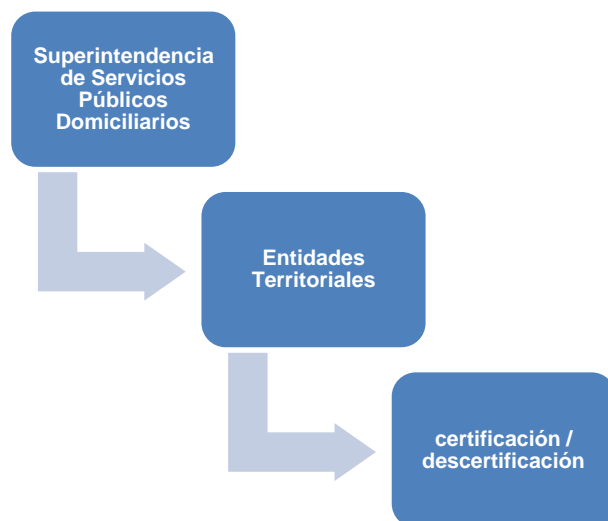 Superintendencia
de Servicios
Públicos
Domiciliarios
Entidades
Territoriales
certificación /
descertificación